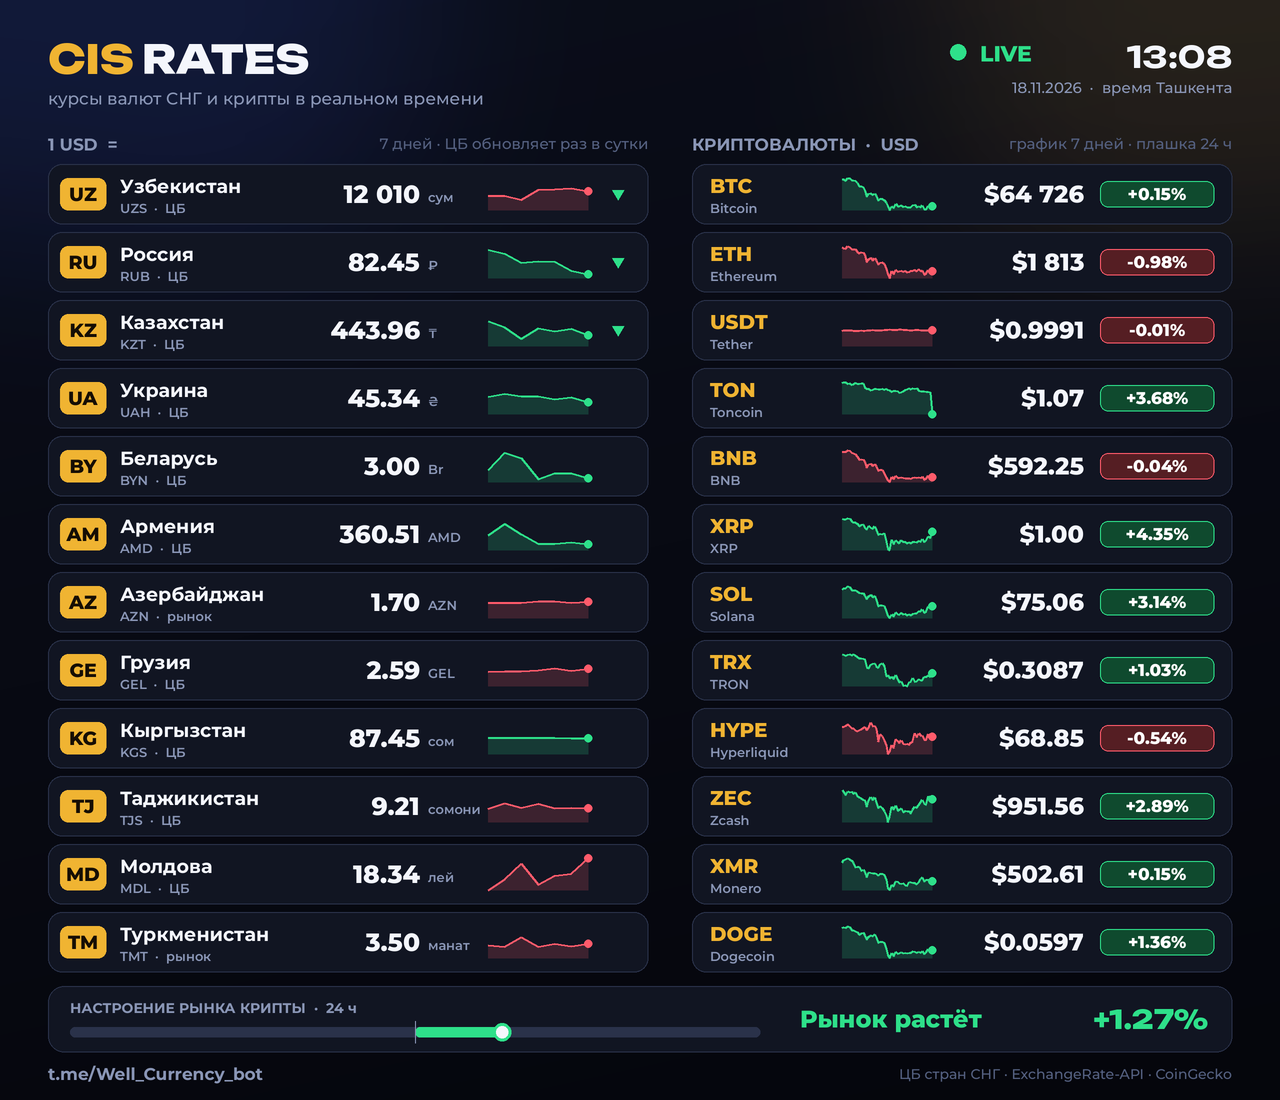 CIS RATES
курсы валют СНГ и крипты в реальном времени
LIVE 13:08
18.11.2026 · время Ташкента
1 USD =
7 дней · ЦБ обновляет раз в сутки
UZ Узбекистан 12 010 сум
UZS · ЦБ
RU Россия 82.45 ₽
RUB · ЦБ
KZ Казахстан 443.96 ₸
KZT · ЦБ
UA Украина 45.34 ₴
UAH · ЦБ
BY Беларусь 3.00 Br
BYN · ЦБ
AM Армения 360.51 AMD
AMD · ЦБ
AZ Азербайджан 1.70 AZN
AZN · рынок
GE Грузия 2.59 GEL
GEL · ЦБ
KG Кыргызстан 87.45 сом
KGS · ЦБ
TJ Таджикистан 9.21 сомони
TJS · ЦБ
MD Молдова 18.34 лей
MDL · ЦБ
TM Туркменистан 3.50 манат
TMT · рынок
КРИПТОВАЛЮТЫ · USD
график 7 дней · плашка 24 ч
BTC $64 726 +0.15%
Bitcoin
ETH $1 813 -0.98%
Ethereum
USDT $0.9991 -0.01%
Tether
TON $1.07 +3.68%
Toncoin
BNB $592.25 -0.04%
BNB
XRP $1.00 +4.35%
XRP
SOL $75.06 +3.14%
Solana
TRX $0.3087 +1.03%
TRON
HYPE $68.85 -0.54%
Hyperliquid
ZEC $951.56 +2.89%
Zcash
XMR $502.61 +0.15%
Monero
DOGE $0.0597 +1.36%
Dogecoin
НАСТРОЕНИЕ РЫНКА КРИПТЫ · 24 ч
Рынок растёт +1.27%
t.me/Well_Currency_bot
ЦБ стран СНГ · ExchangeRate-API · CoinGecko